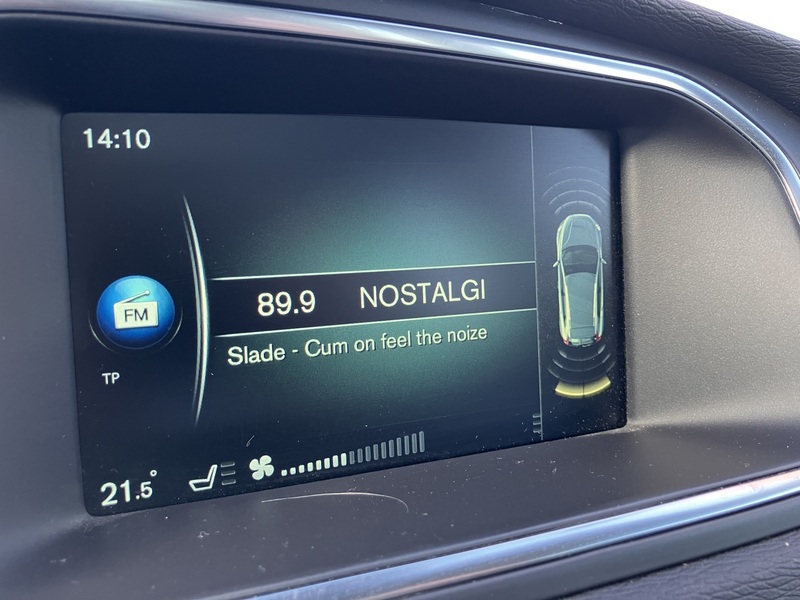 14:10
FM
89.9 NOSTALGI
Slade - Cum on feel the noize
TP
21.5°